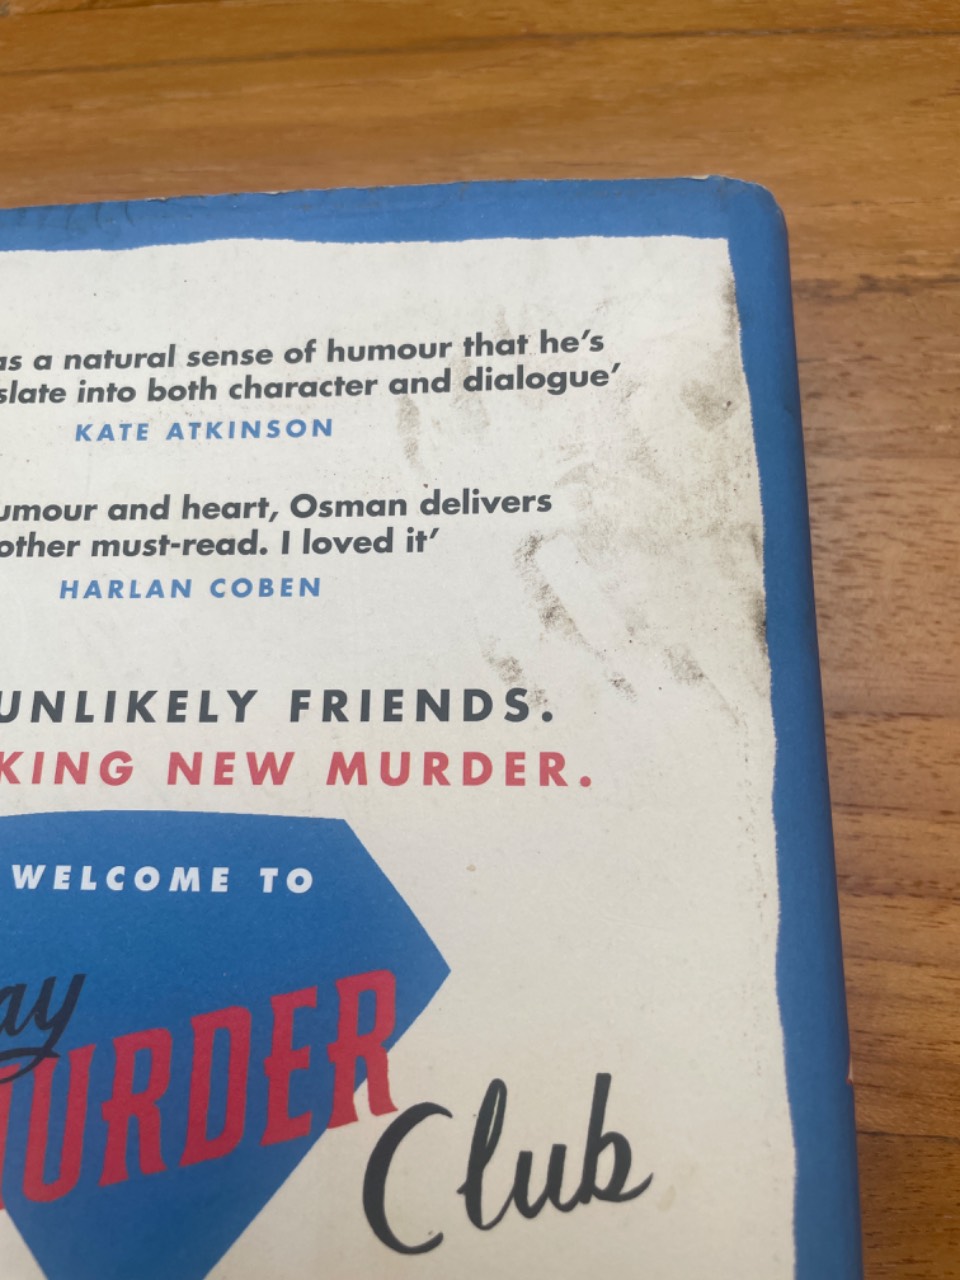 as a natural sense of humour that he's
slate into both character and dialogue’
KATE ATKINSON
umour and heart, Osman delivers
other must-read. I loved it’
HARLAN COBEN
UNLIKELY FRIENDS.
KING NEW MURDER.
WELCOME TO
ay
MURDER
Club